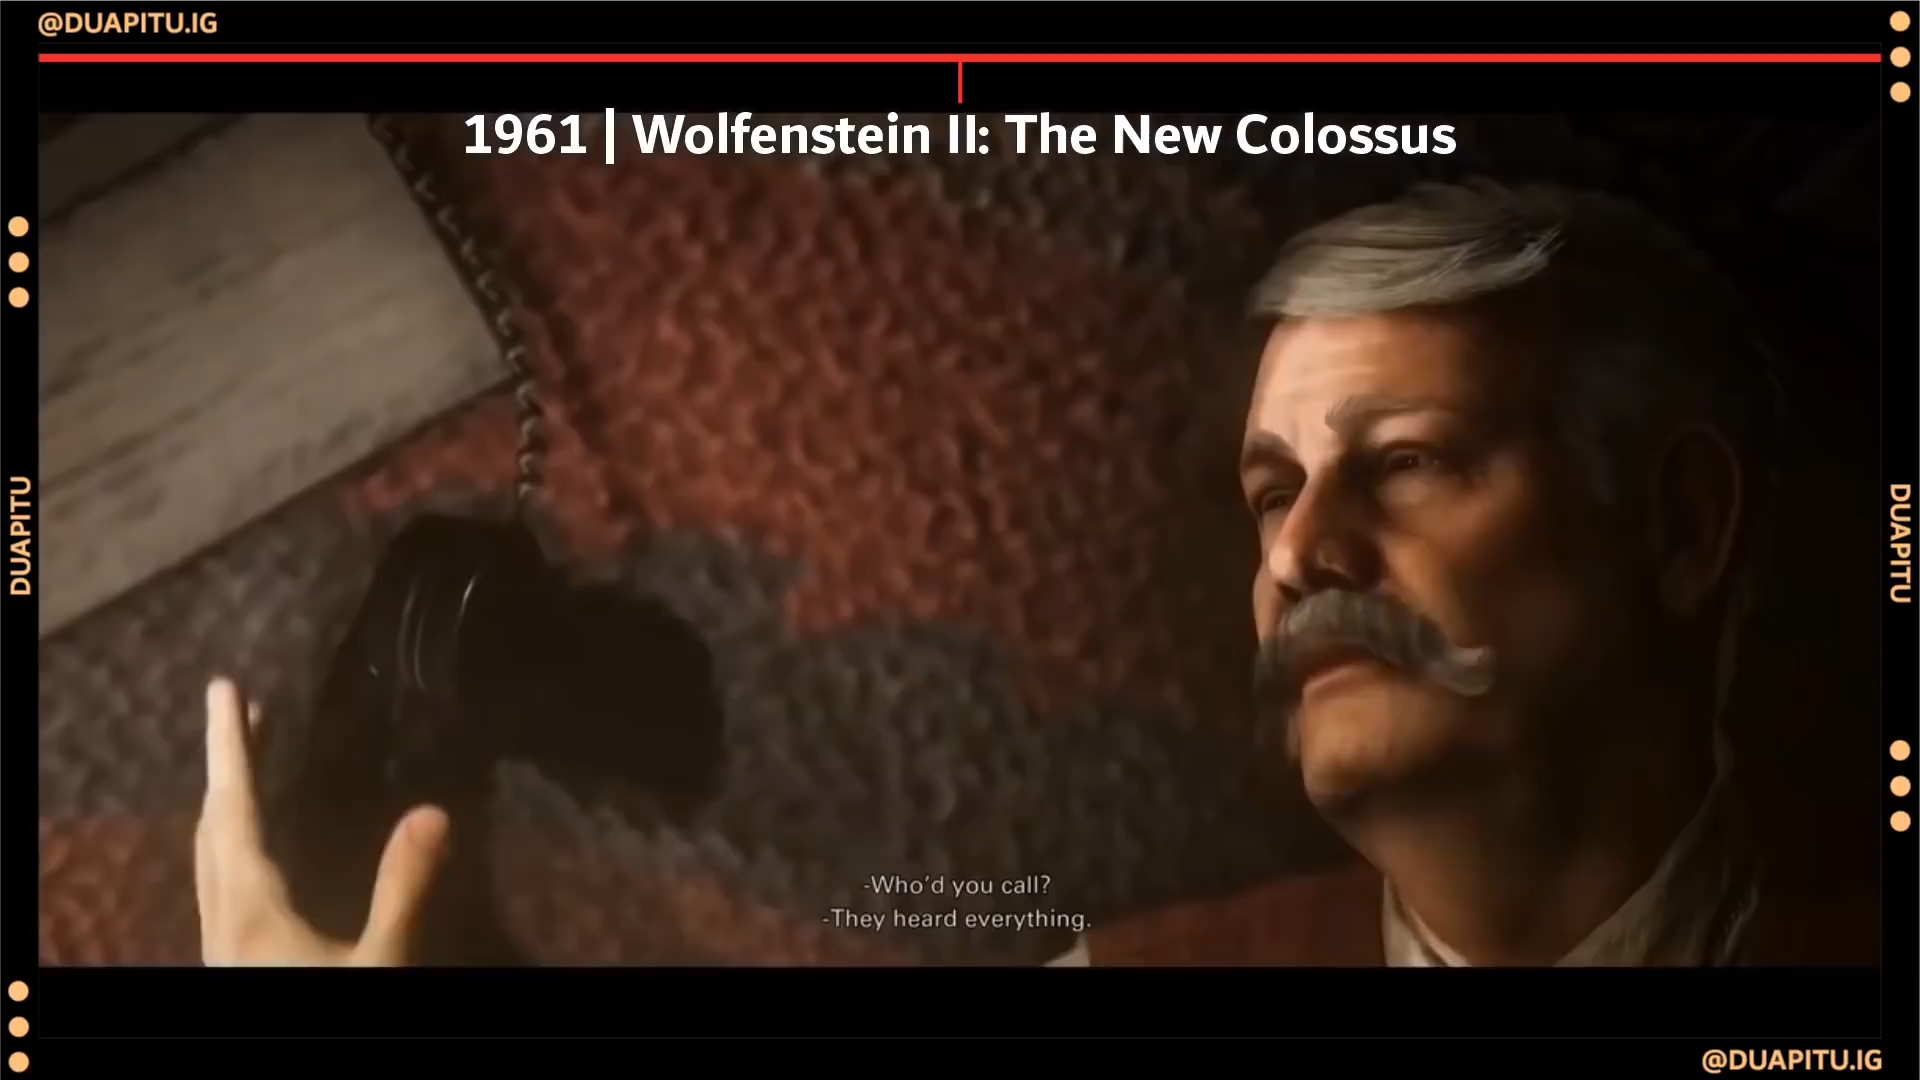 @DUAPITU.IG
1961 | Wolfenstein II: The New Colossus
DUAPITU
DUAPITU
-Who'd you call?
-They heard everything.
@DUAPITU.IG